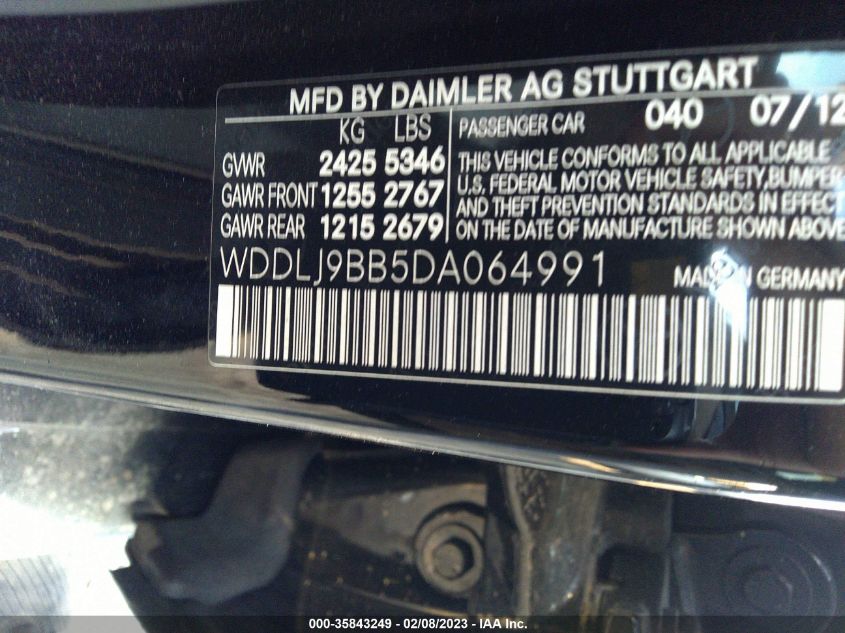 MFD BY DAIMLER AG STUTTGART
KG LBS PASSENGER CAR 040 07/12
GVWR 2425 5346 THIS VEHICLE CONFORMS TO ALL APPLICABLE
GAWR FRONT 1255 2767 U.S. FEDERAL MOTOR VEHICLE SAFETY, BUMPER
GAWR REAR 1215 2679 AND THEFT PREVENTION STANDARDS IN EFFECT
ON THE DATE OF MANUFACTURE SHOWN ABOVE
WDDLJ9BB5DA064991 MADE IN GERMANY
000-35843249 - 02/08/2023 - IAA Inc.